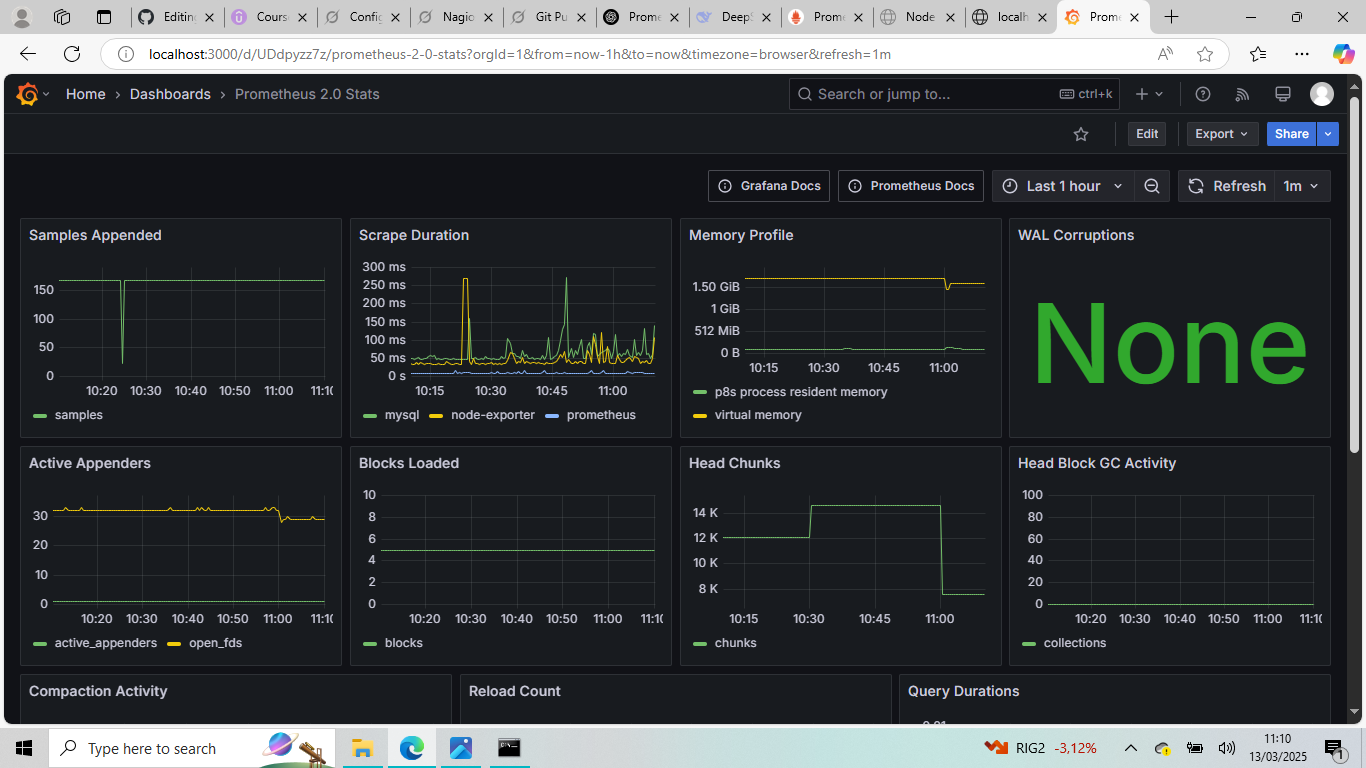 Editing
Course
Config
Nagio
Git Pu
Prome
DeepS
Prome
Node
localh
Prome
localhost:3000/d/UDdpyzz7z/prometheus-2-0-stats?orgId=1&from=now-1h&to=now&timezone=browser&refresh=1m
Home › Dashboards › Prometheus 2.0 Stats
Search or jump to...
ctrl+k
Edit
Export
Share
Grafana Docs
Prometheus Docs
Last 1 hour
Refresh
1m
Samples Appended
150
100
50
0
10:20 10:30 10:40 10:50 11:00 11:10
samples
Scrape Duration
300 ms
250 ms
200 ms
150 ms
100 ms
50 ms
0 s
10:15 10:30 10:45 11:00
mysql node-exporter prometheus
Memory Profile
1.50 GiB
1 GiB
512 MiB
0 B
10:15 10:30 10:45 11:00
p8s process resident memory
virtual memory
WAL Corruptions
None
Active Appenders
30
20
10
0
10:20 10:30 10:40 10:50 11:00 11:10
active_appenders open_fds
Blocks Loaded
10
8
6
4
2
0
10:20 10:30 10:40 10:50 11:00 11:10
blocks
Head Chunks
14 K
12 K
10 K
8 K
10:15 10:30 10:45 11:00
chunks
Head Block GC Activity
100
80
60
40
20
0
10:20 10:30 10:40 10:50 11:00 11:10
collections
Compaction Activity
Reload Count
Query Durations
Type here to search
RIG2 -3,12%
11:10
13/03/2025
1